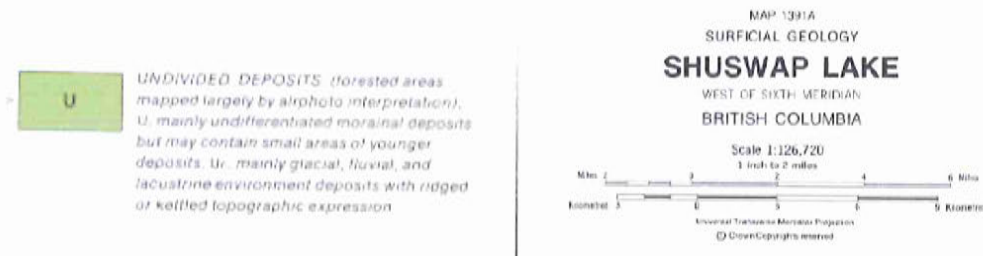 U
UNDIVIDED DEPOSITS (forested areas
mapped largely by airphoto interpretation).
U. mainly undifferentiated morainal deposits
but may contain small areas of younger
deposits. Ur. mainly glacial, fluvial, and
lacustrine environment deposits with ridged
or kettled topographic expression
MAP 1391A
SURFICIAL GEOLOGY
SHUSWAP LAKE
WEST OF SIXTH MERIDIAN
BRITISH COLUMBIA
Scale 1:126,720
1 inch to 2 miles
Miles 2 0 2 4 6 Miles
Kilometres 3 0 3 6 9 Kilometres
Universal Transverse Mercator Projection
© Crown Copyrights reserved